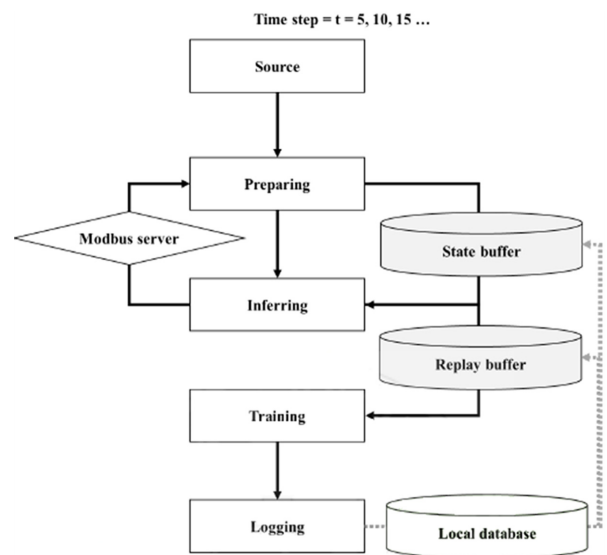 Time step = t = 5, 10, 15 ...
Source
Preparing
Modbus server
State buffer
Inferring
Replay buffer
Training
Logging
Local database